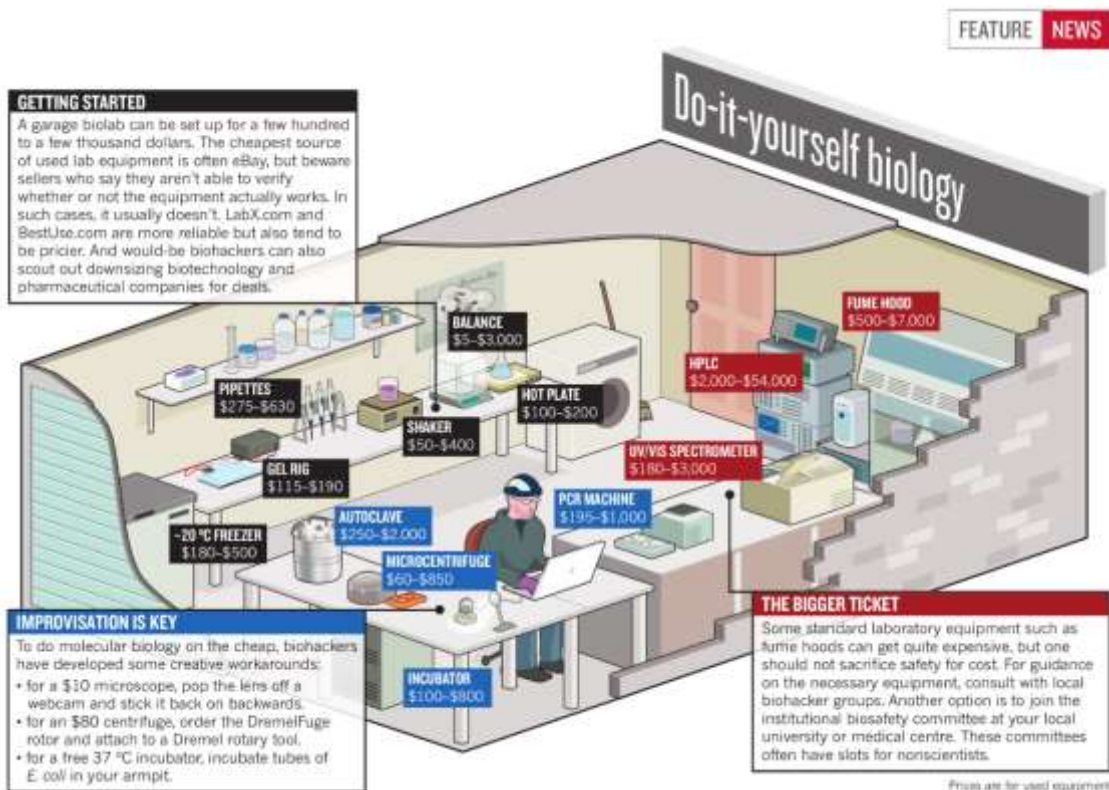 FEATURE NEWS
Do-it-yourself biology
GETTING STARTED
A garage biolab can be set up for a few hundred
to a few thousand dollars. The cheapest source
of used lab equipment is often eBay, but beware
sellers who say they aren't able to verify
whether or not the equipment actually works. In
such cases, it usually doesn't. LabX.com and
BestUse.com are more reliable but also tend to
be pricier. And would-be biohackers can also
scout out downsizing biotechnology and
pharmaceutical companies for deals.
BALANCE
$5–$3,000
FUME HOOD
$500–$7,000
HPLC
$2,000–$54,000
PIPETTES
$275–$630
HOT PLATE
$100–$200
SHAKER
$50–$400
UV/VIS SPECTROMETER
$180–$3,000
GEL RIG
$115–$190
PCR MACHINE
$195–$1,000
AUTOCLAVE
$250–$2,000
–20 °C FREEZER
$180–$500
MICROCENTRIFUGE
$60–$850
INCUBATOR
$100–$800
IMPROVISATION IS KEY
To do molecular biology on the cheap, biohackers
have developed some creative workarounds:
• for a $10 microscope, pop the lens off a
webcam and stick it back on backwards.
• for an $80 centrifuge, order the DremelFuge
rotor and attach to a Dremel rotary tool.
• for a free 37 °C incubator, incubate tubes of
E. coli in your armpit.
THE BIGGER TICKET
Some standard laboratory equipment such as
fume hoods can get quite expensive, but one
should not sacrifice safety for cost. For guidance
on the necessary equipment, consult with local
biohacker groups. Another option is to join the
institutional biosafety committee at your local
university or medical centre. These committees
often have slots for nonscientists.
Prices are for used equipment